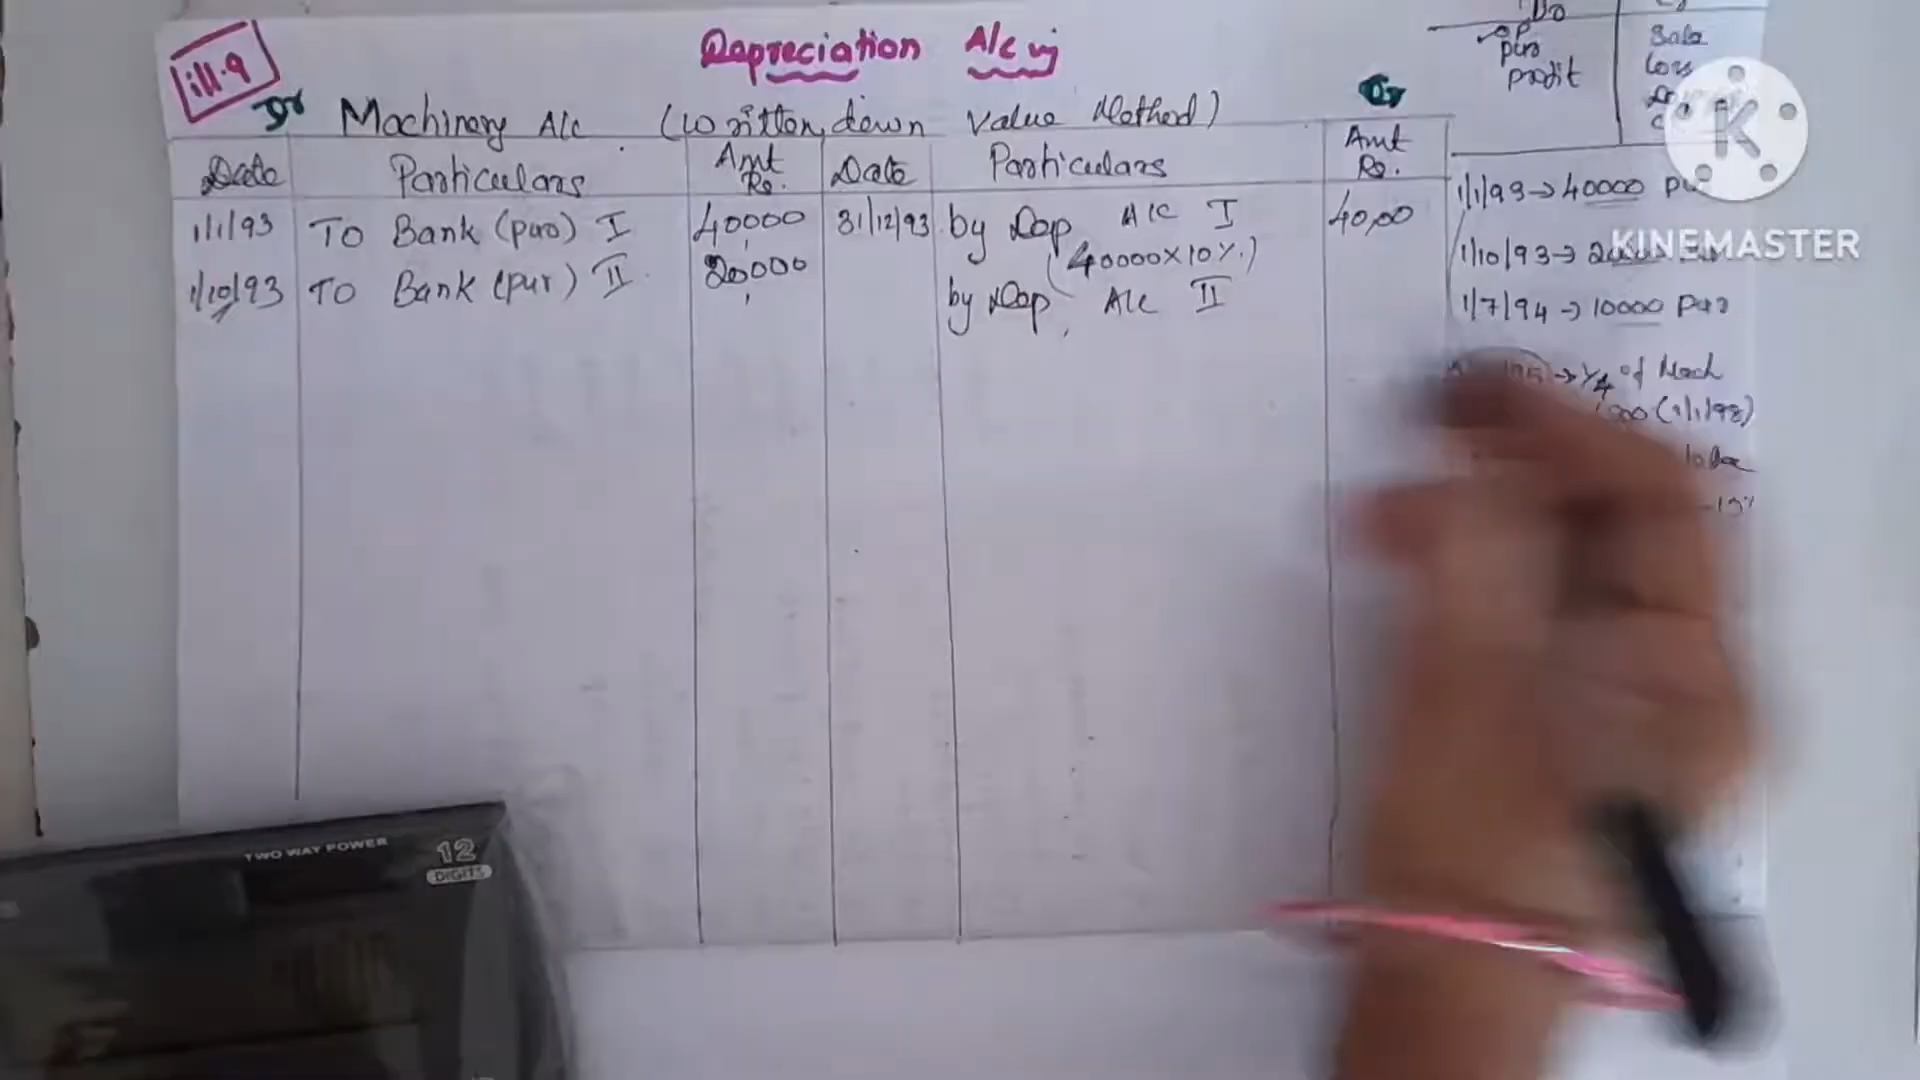 ill.9
Depreciation A/c ing
Dr Machinery A/c (written down value Method) Cr
Date Particulars Amt Rs. Date Particulars Amt Rs.
1/1/93 To Bank (pur) I 40000 31/12/93 by Dep A/c I 4000
(40000x10%)
1/10/93 To Bank (pur) II 20000 by Dep A/c II
pur
profit
Sale
Loss
1/1/93→ 40000
1/10/93→
1/7/94 → 10000 pur
→ 1/4 of Mach
(1/1/93)
KINEMASTER
K
TWO WAY POWER
12
DIGITS